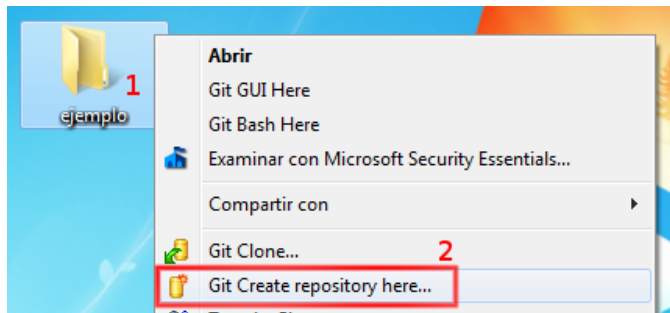 1
ejemplo
Abrir
Git GUI Here
Git Bash Here
Examinar con Microsoft Security Essentials...
Compartir con
Git Clone...
2
Git Create repository here...